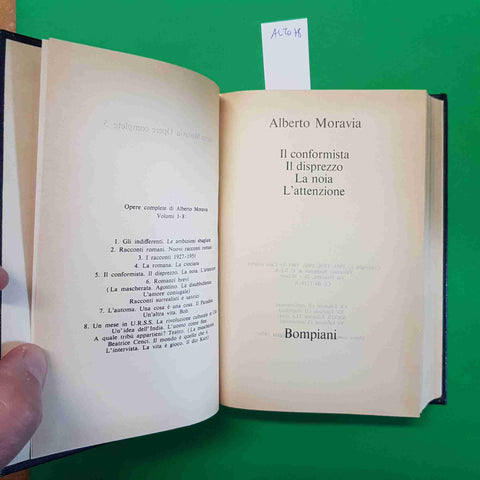 ALTO 78
Opere complete di Alberto Moravia
Volumi 1-8
1. Gli indifferenti. Le ambizioni sbagliate
2. Racconti romani. Nuovi racconti romani
3. I racconti 1927-1951
4. La romana. La ciociara
5. Il conformista. Il disprezzo. La noia. L'attenzione
6. Romanzi brevi
(La mascherata. Agostino. La disubbidienza
L'amore coniugale)
Racconti surrealisti e satirici
7. L'automa. Una cosa è una cosa. Il Paradiso
Un'altra vita. Boh
8. Un mese in U.R.S.S. La rivoluzione culturale in Cina
Un'idea dell'India. L'uomo come fine
A quale tribù appartieni? Teatro. (La mascherata
Beatrice Cenci. Il mondo è quello che è
L'intervista. La vita è gioco. Il dio Kurt)
Alberto Moravia
Il conformista
Il disprezzo
La noia
L'attenzione
Bompiani